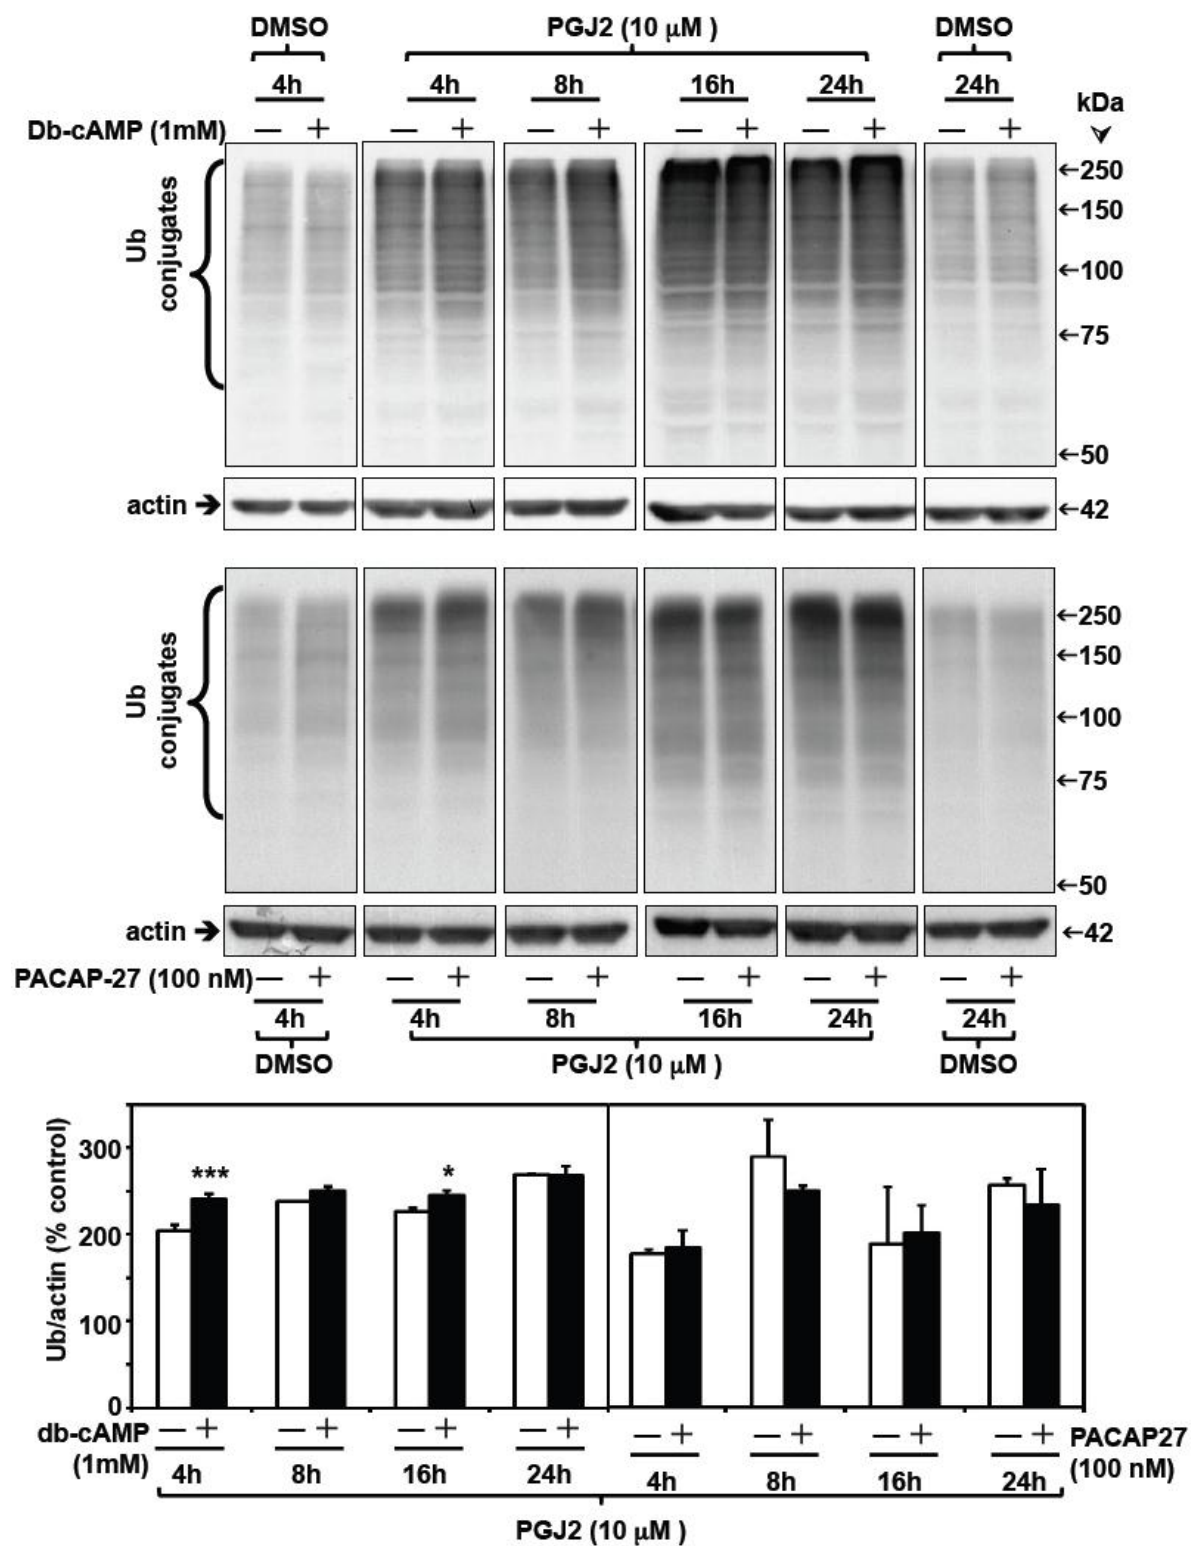 DMSO PGJ2 (10 μM ) DMSO
4h 4h 8h 16h 24h 24h
kDa
Db-cAMP (1mM) — + — + — + — + — + — +
Ub conjugates
←250
←150
←100
←75
←50
actin → ←42
Ub conjugates
←250
←150
←100
←75
←50
actin → ←42
PACAP-27 (100 nM) — + — + — + — + — + — +
4h 4h 8h 16h 24h 24h
DMSO PGJ2 (10 μM ) DMSO
Ub/actin (% control)
300
200
100
0
*** *
db-cAMP (1mM) — + — + — + — + — + — + — + — + PACAP27 (100 nM)
4h 8h 16h 24h 4h 8h 16h 24h
PGJ2 (10 μM )